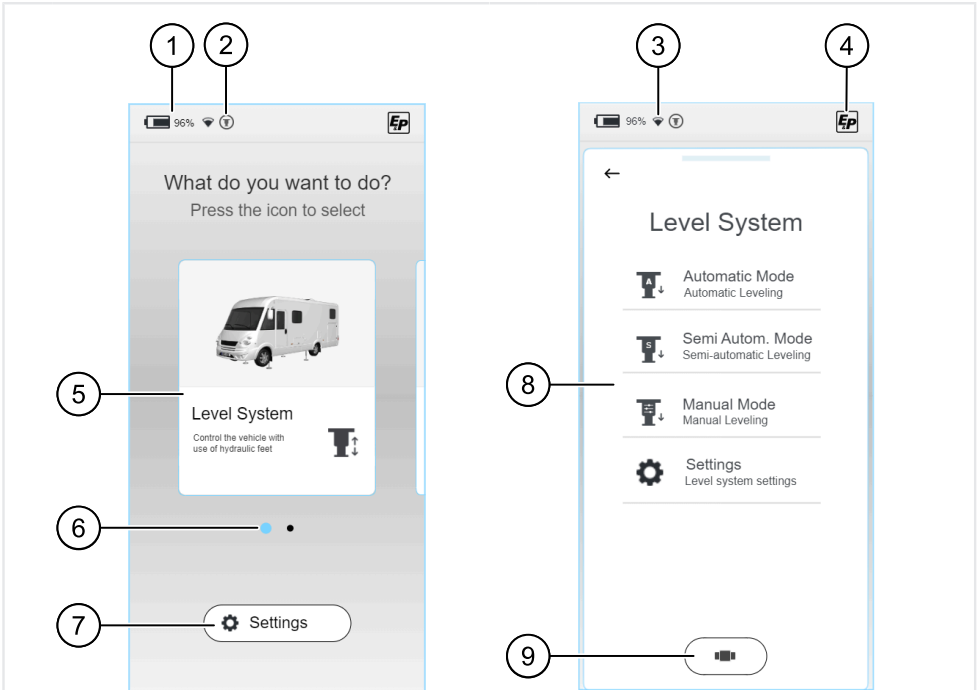 1
2
3
4
96%
E&P
What do you want to do?
Press the icon to select
5
Level System
Control the vehicle with
use of hydraulic feet
6
7
Settings
96%
E&P
Level System
A
Automatic Mode
Automatic Leveling
S
Semi Autom. Mode
Semi-automatic Leveling
8
Manual Mode
Manual Leveling
Settings
Level system settings
9